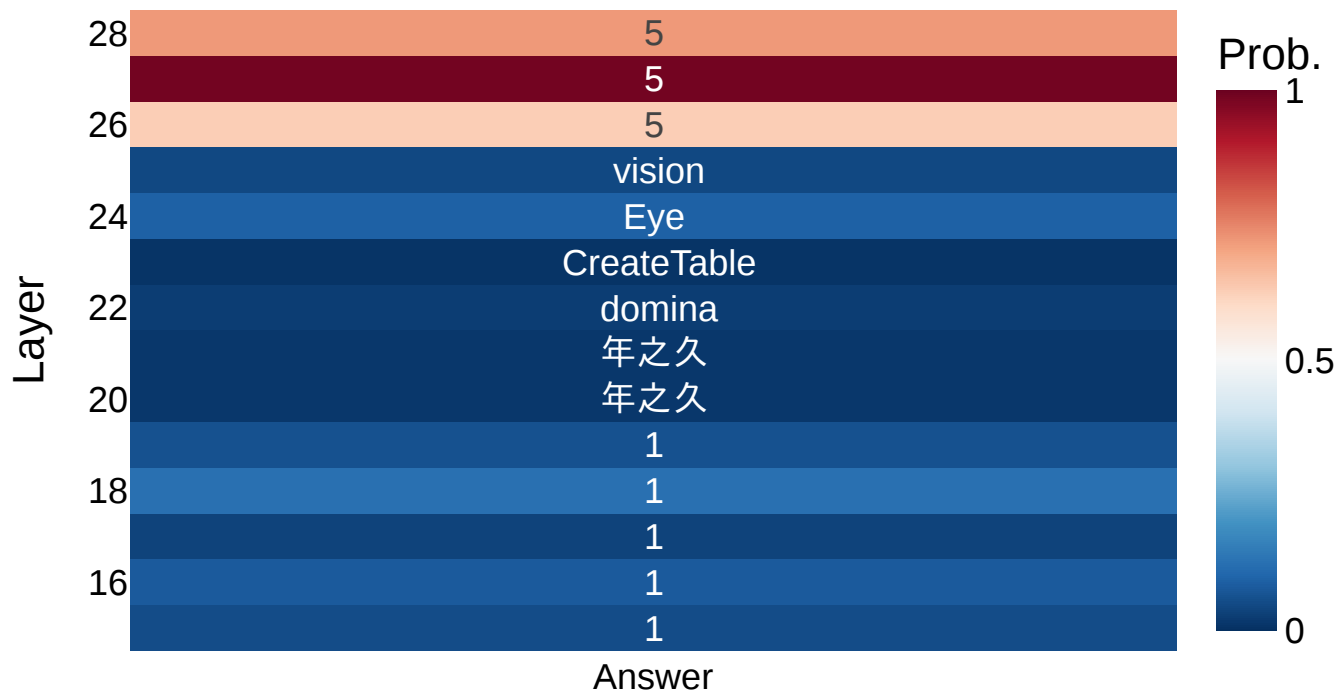 28
5
5
26
5
vision
24
Eye
CreateTable
22
domina
年之久
20
年之久
1
18
1
1
16
1
1
Layer
Answer
Prob.
1
0.5
0